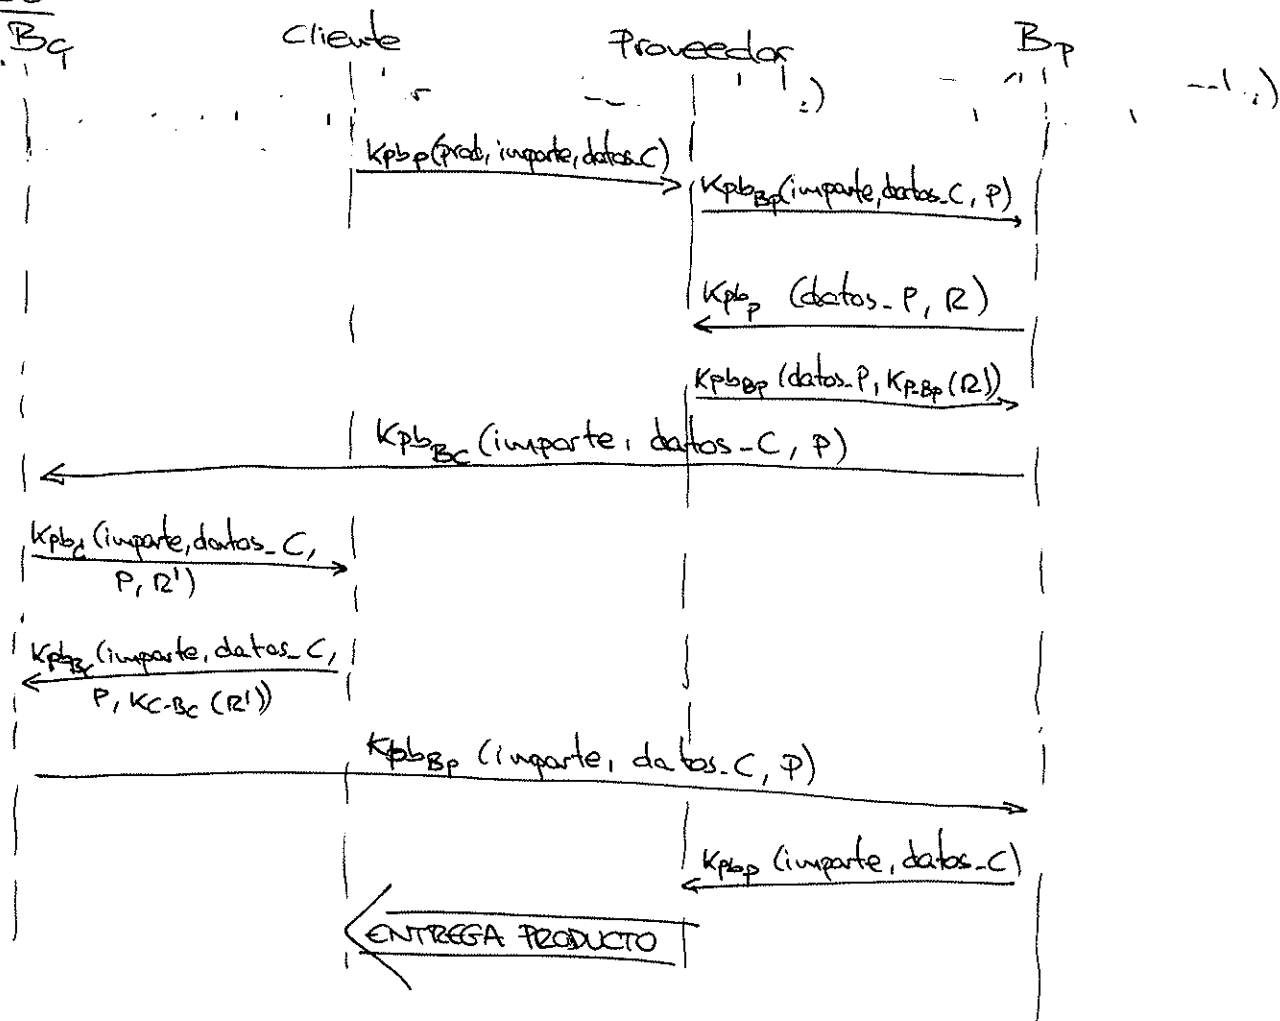 Bc Cliente Proveedor Bp
Kpbp(prod, importe, datos_C)
KpbBp(importe, datos_C, P)
Kpbp (datos_P, R)
KpbBp (datos_P, KP-Bp(R))
KpbBc (importe, datos_C, P)
Kpbc(importe, datos_C,
P, R')
KpbBc(importe, datos_C,
P, KC-Bc (R'))
KpbBp (importe, datos_C, P)
Kpbp (importe, datos_C)
ENTREGA PRODUCTO